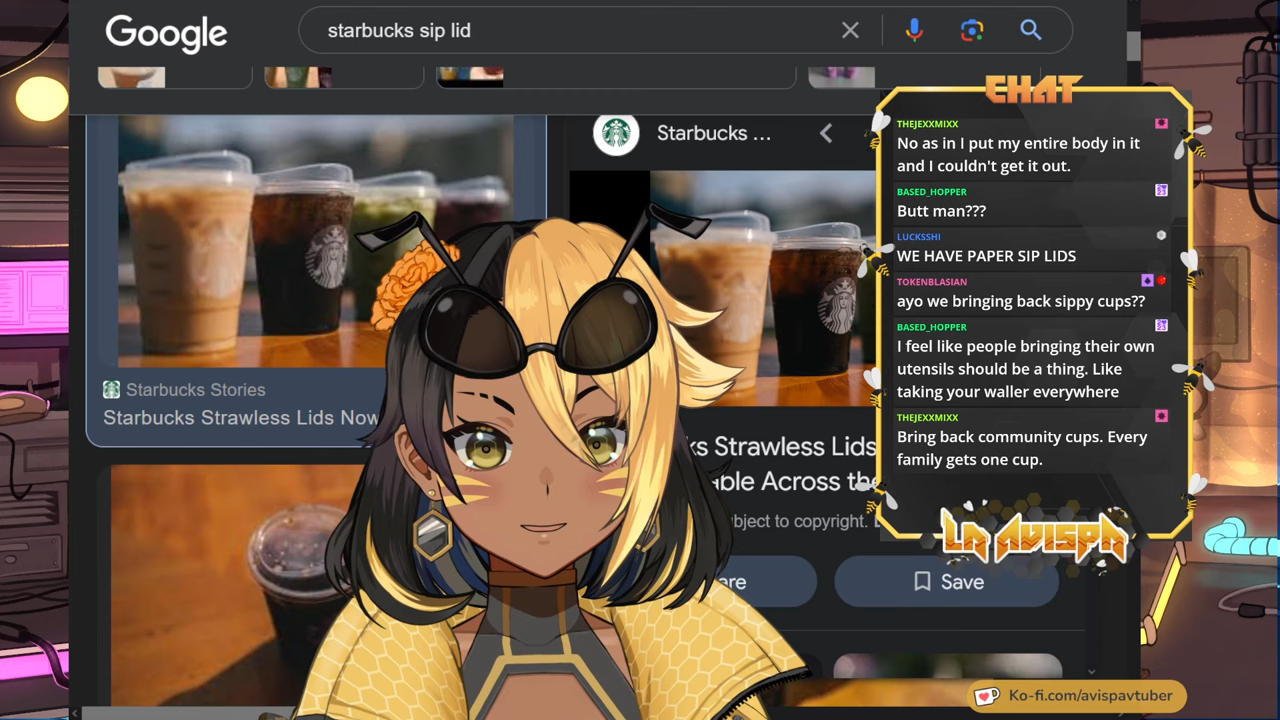 Google
starbucks sip lid
Starbucks ...
Starbucks Stories
Starbucks Strawless Lids Now
ks Strawless Lids
ble Across the
bject to copyright.
are
Save
CHAT
THEJEXXMIXX
No as in I put my entire body in it
and I couldn't get it out.
BASED_HOPPER
Butt man???
LUCKSSHI
WE HAVE PAPER SIP LIDS
TOKENBLASIAN
ayo we bringing back sippy cups??
BASED_HOPPER
I feel like people bringing their own
utensils should be a thing. Like
taking your waller everywhere
THEJEXXMIXX
Bring back community cups. Every
family gets one cup.
LA AVISPA
Ko-fi.com/avispavtuber